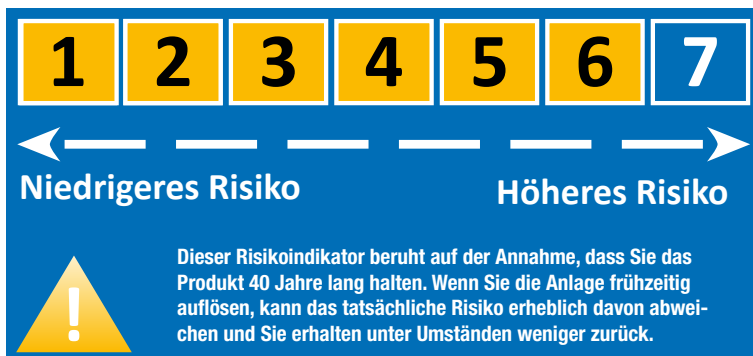 1 2 3 4 5 6 7
Niedrigeres Risiko Höheres Risiko
!
Dieser Risikoindikator beruht auf der Annahme, dass Sie das
Produkt 40 Jahre lang halten. Wenn Sie die Anlage frühzeitig
auflösen, kann das tatsächliche Risiko erheblich davon abwei-
chen und Sie erhalten unter Umständen weniger zurück.